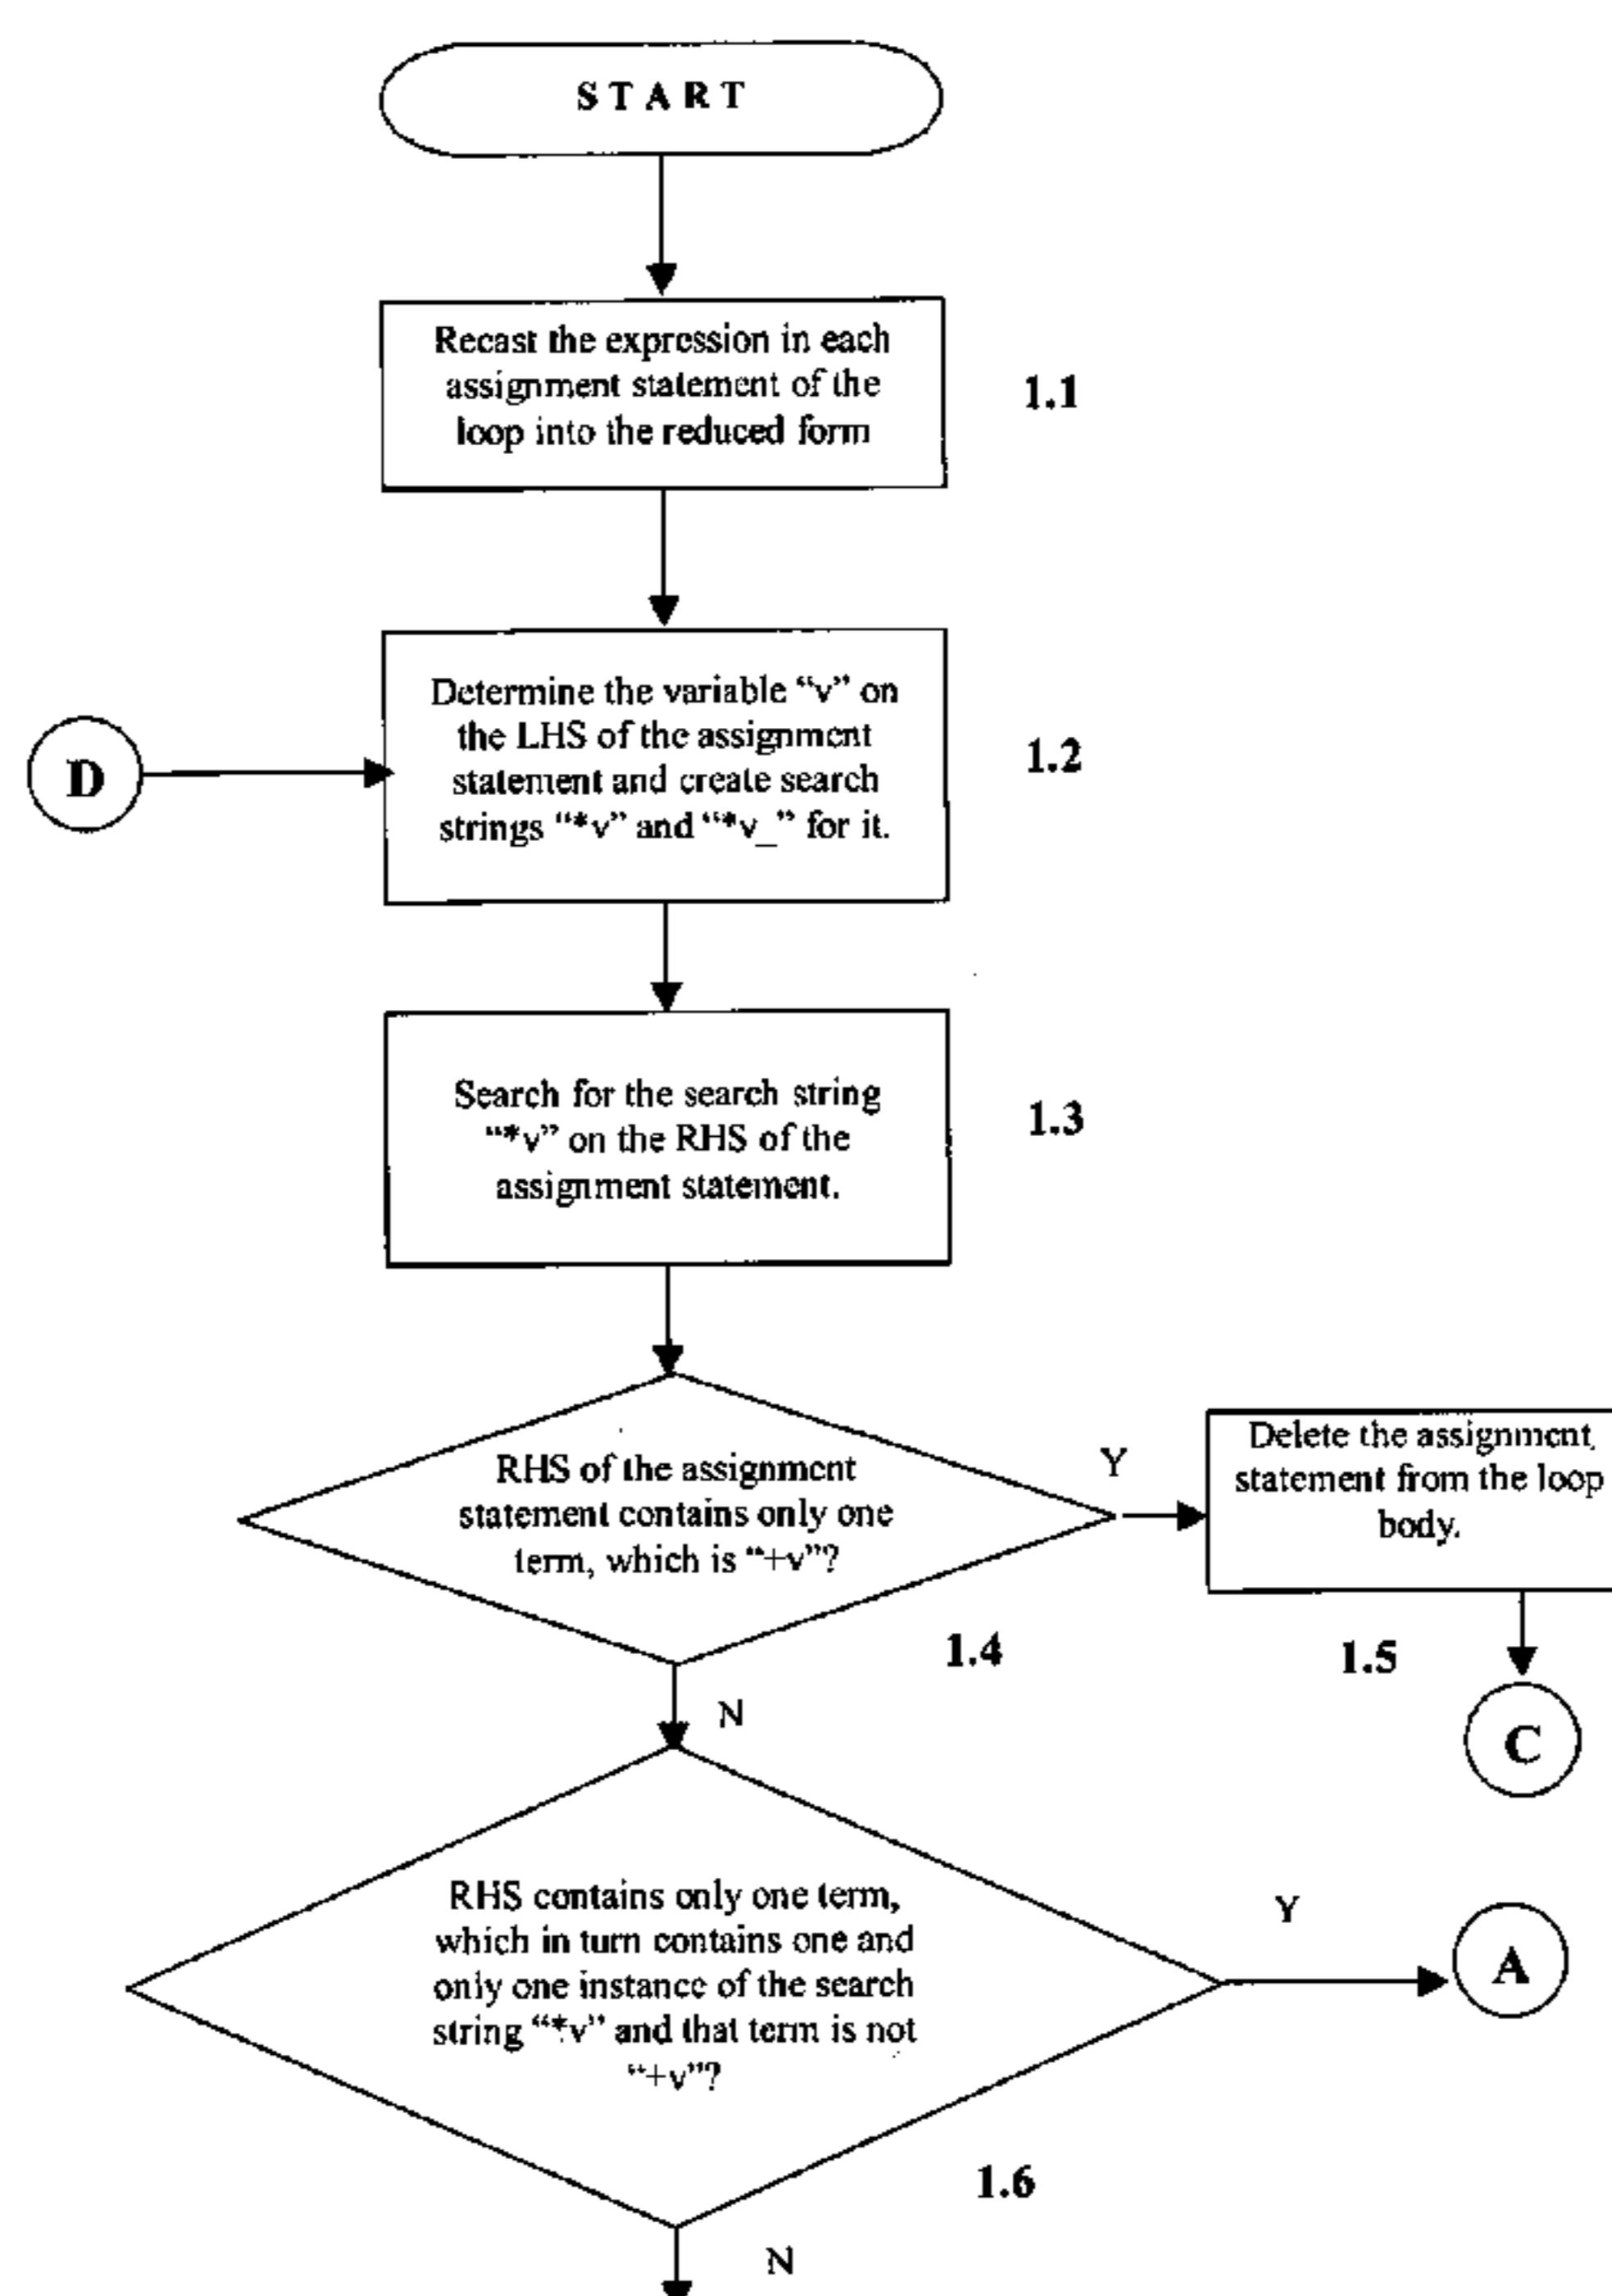 S T A R T
Recast the expression in each
assignment statement of the
loop into the reduced form
1.1
Determine the variable “v” on
the LHS of the assignment
statement and create search
strings “*v” and “*v_” for it.
1.2
D
Search for the search string
“*v” on the RHS of the
assignment statement.
1.3
RHS of the assignment
statement contains only one
term, which is “+v”?
1.4
Y
Delete the assignment
statement from the loop
body.
1.5
C
N
RHS contains only one term,
which in turn contains one and
only one instance of the search
string “*v” and that term is not
“+v”?
1.6
Y
A
N